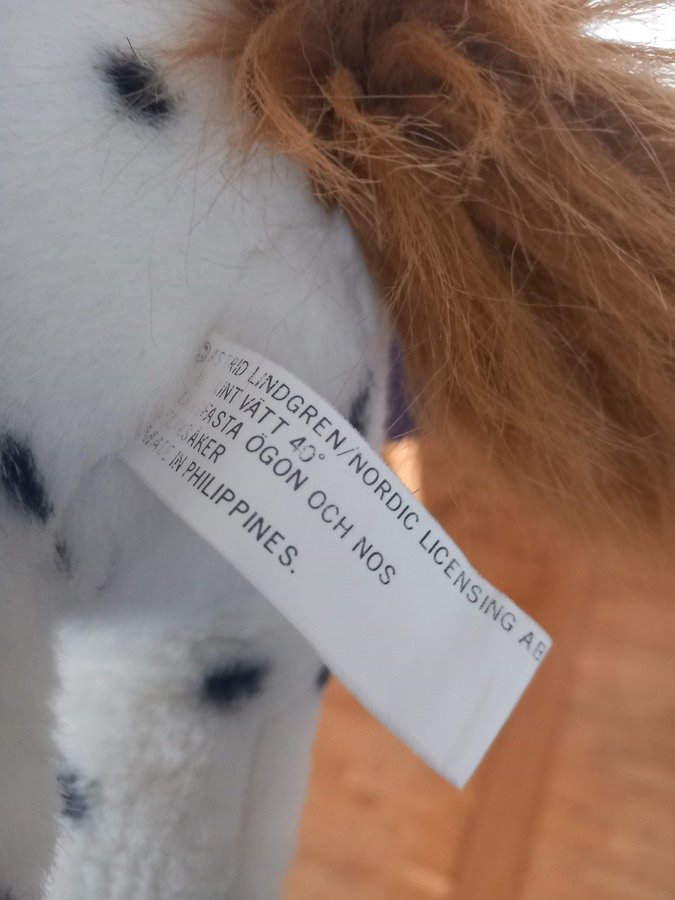 © ASTRID LINDGREN/NORDIC LICENSING AB
VÄTT 40°
ÖGON OCH NOS
MADE IN PHILIPPINES.